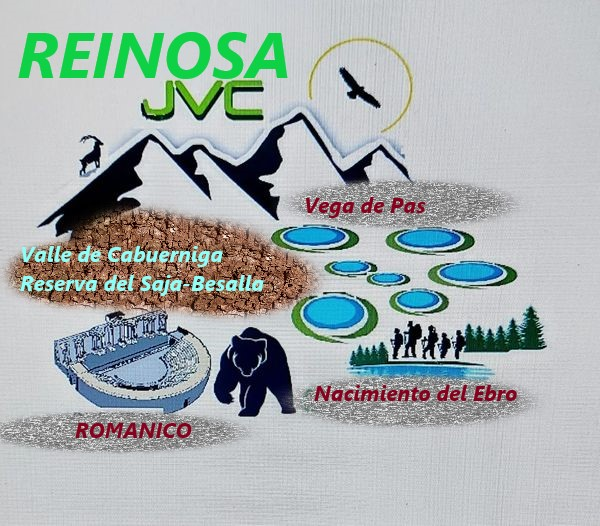 REINOSA
JVC
Vega de Pas
Valle de Cabuerniga
Reserva del Saja-Besalla
Nacimiento del Ebro
ROMANICO